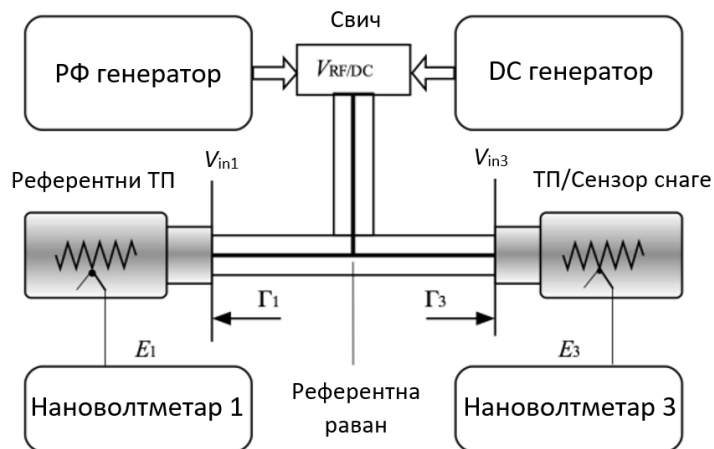 Свич
РФ генератор
VRF/DC
DC генератор
Vin1
Vin3
Референтни ТП
ТП/Сензор снаге
Γ1
Γ3
E1
E3
Нановолтметар 1
Референтна
раван
Нановолтметар 3